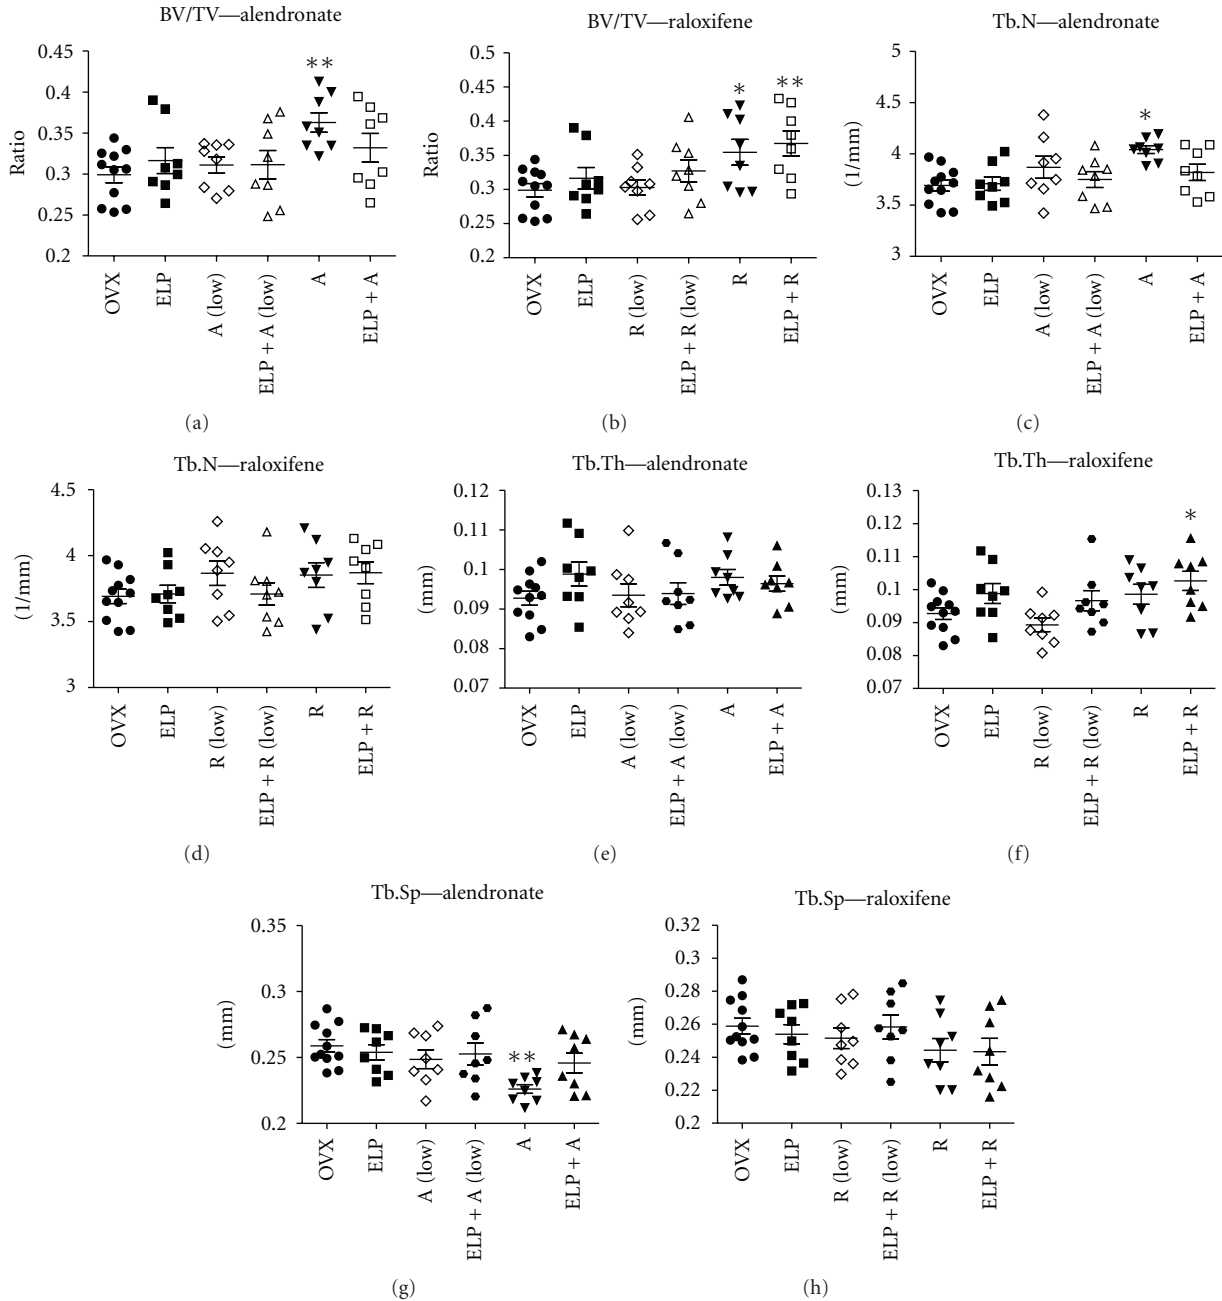 BV/TV—alendronate
Ratio
0.45
0.4
0.35
0.3
0.25
0.2
**
OVX
ELP
A (low)
ELP + A (low)
A
ELP + A
(a)
BV/TV—raloxifene
Ratio
0.5
0.45
0.4
0.35
0.3
0.25
0.2
*
**
OVX
ELP
R (low)
ELP + R (low)
R
ELP + R
(b)
Tb.N—alendronate
(1/mm)
5
4.5
4
3.5
3
*
OVX
ELP
A (low)
ELP + A (low)
A
ELP + A
(c)
Tb.N—raloxifene
(1/mm)
4.5
4
3.5
3
OVX
ELP
R (low)
ELP + R (low)
R
ELP + R
(d)
Tb.Th—alendronate
(mm)
0.12
0.11
0.1
0.09
0.08
0.07
OVX
ELP
A (low)
ELP + A (low)
A
ELP + A
(e)
Tb.Th—raloxifene
(mm)
0.13
0.12
0.11
0.1
0.09
0.08
0.07
*
OVX
ELP
R (low)
ELP + R (low)
R
ELP + R
(f)
Tb.Sp—alendronate
(mm)
0.35
0.3
0.25
0.2
**
OVX
ELP
A (low)
ELP + A (low)
A
ELP + A
(g)
Tb.Sp—raloxifene
(mm)
0.32
0.3
0.28
0.26
0.24
0.22
0.2
OVX
ELP
R (low)
ELP + R (low)
R
ELP + R
(h)